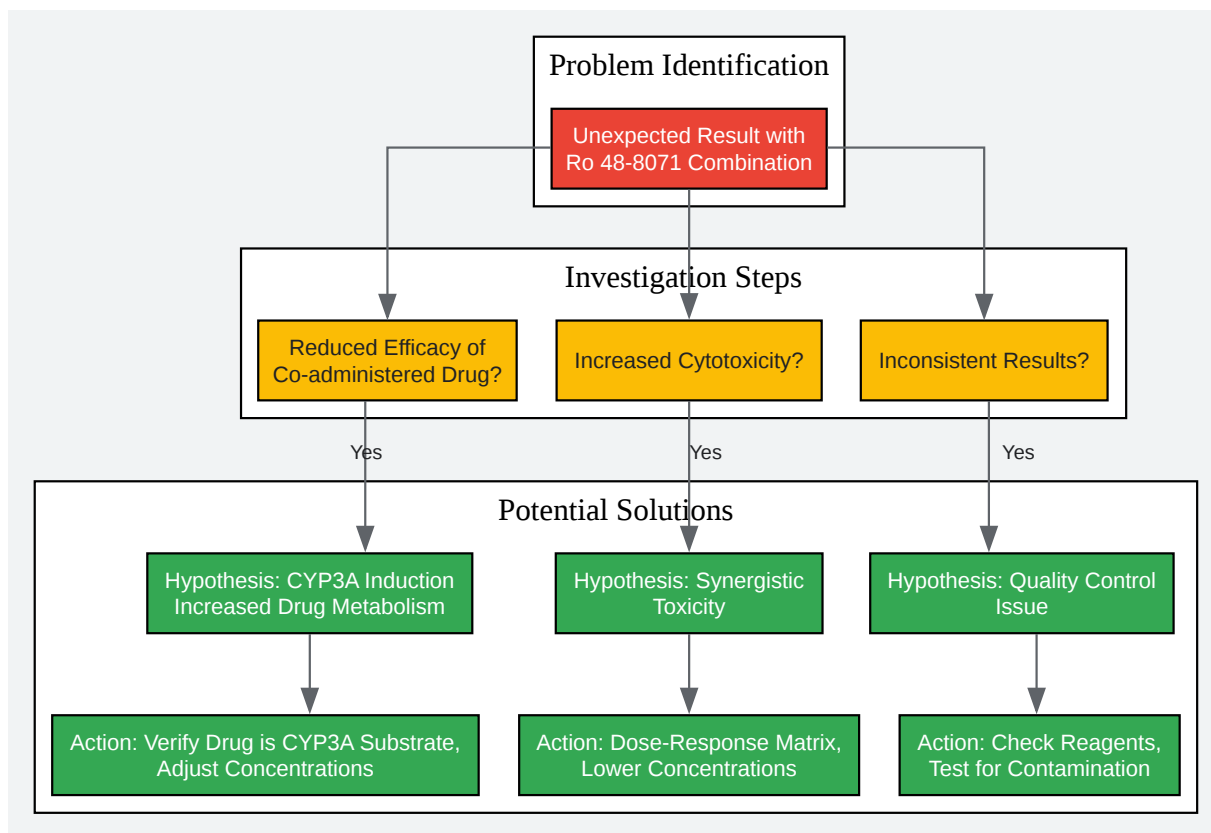 Problem Identification
Unexpected Result with
Ro 48-8071 Combination
Investigation Steps
Reduced Efficacy of
Co-administered Drug?
Increased Cytotoxicity?
Inconsistent Results?
Yes
Yes
Yes
Potential Solutions
Hypothesis: CYP3A Induction
Increased Drug Metabolism
Hypothesis: Synergistic
Toxicity
Hypothesis: Quality Control
Issue
Action: Verify Drug is CYP3A Substrate,
Adjust Concentrations
Action: Dose-Response Matrix,
Lower Concentrations
Action: Check Reagents,
Test for Contamination